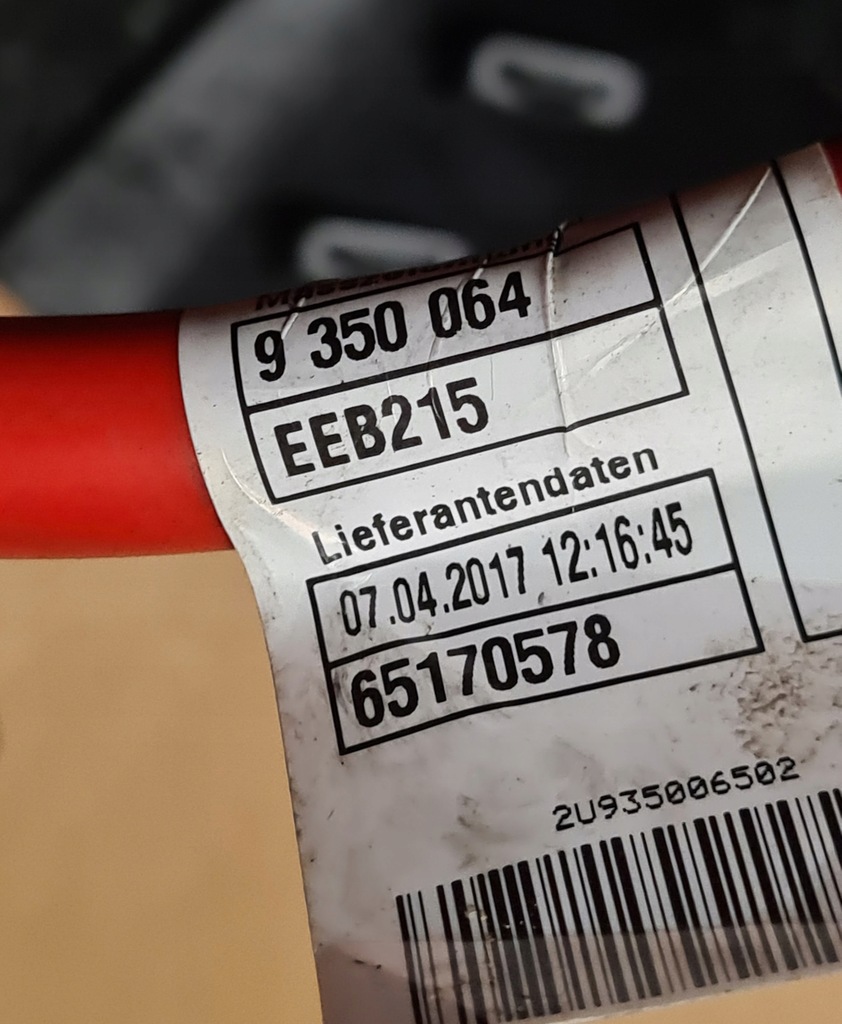 9 350 064
EEB215
Lieferantendaten
07.04.2017 12:16:45
65170578
2U935006502